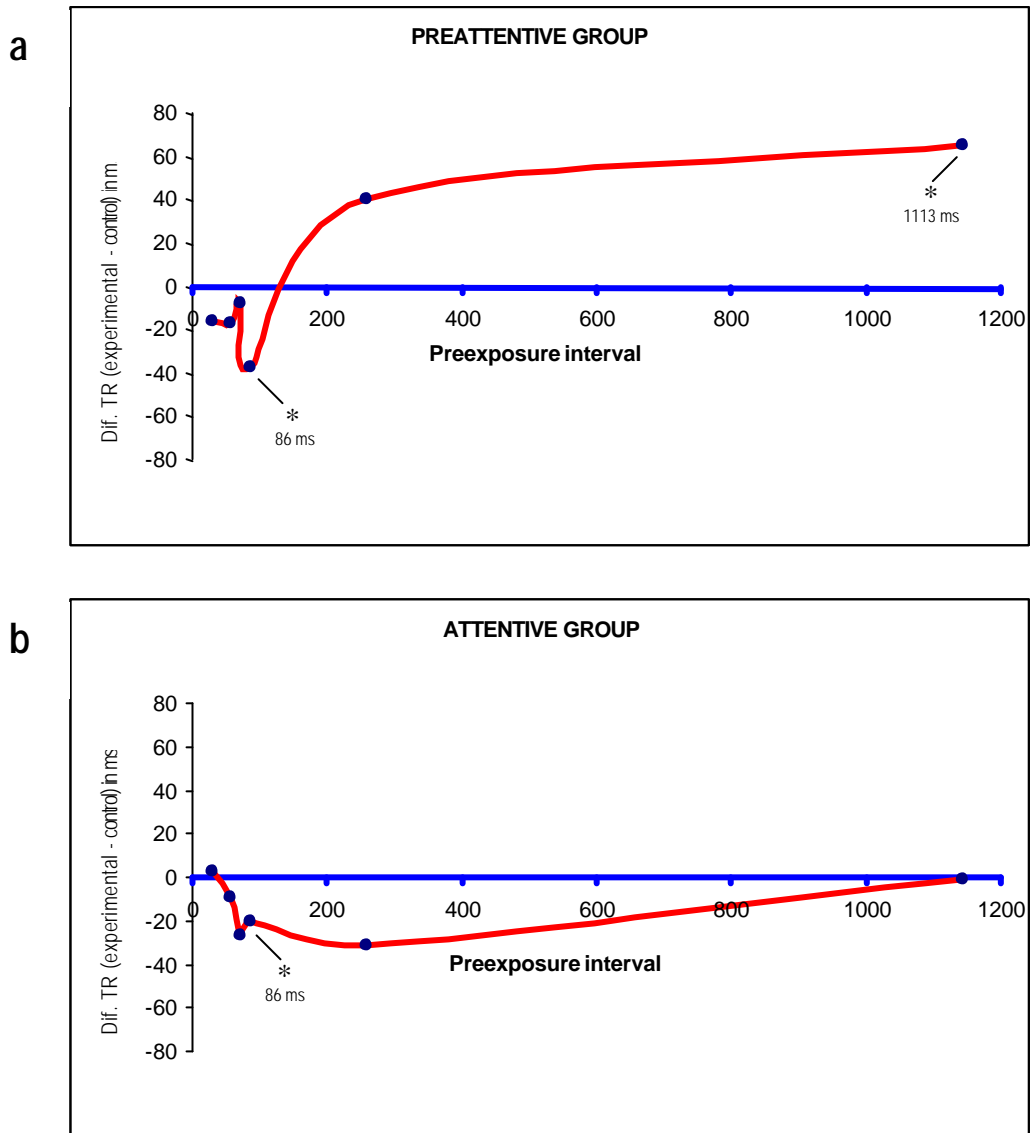 a
PREATTENTIVE GROUP
Dif. TR (experimental - control) in m
80
60
40
20
0
-20
-40
-60
-80
0 200 400 600 800 1000 1200
Preexposure interval
*
86 ms
*
1113 ms
b
ATTENTIVE GROUP
Dif. TR (experimental - control) in ms
80
60
40
20
0
-20
-40
-60
-80
0 200 400 600 800 1000 1200
Preexposure interval
*
86 ms